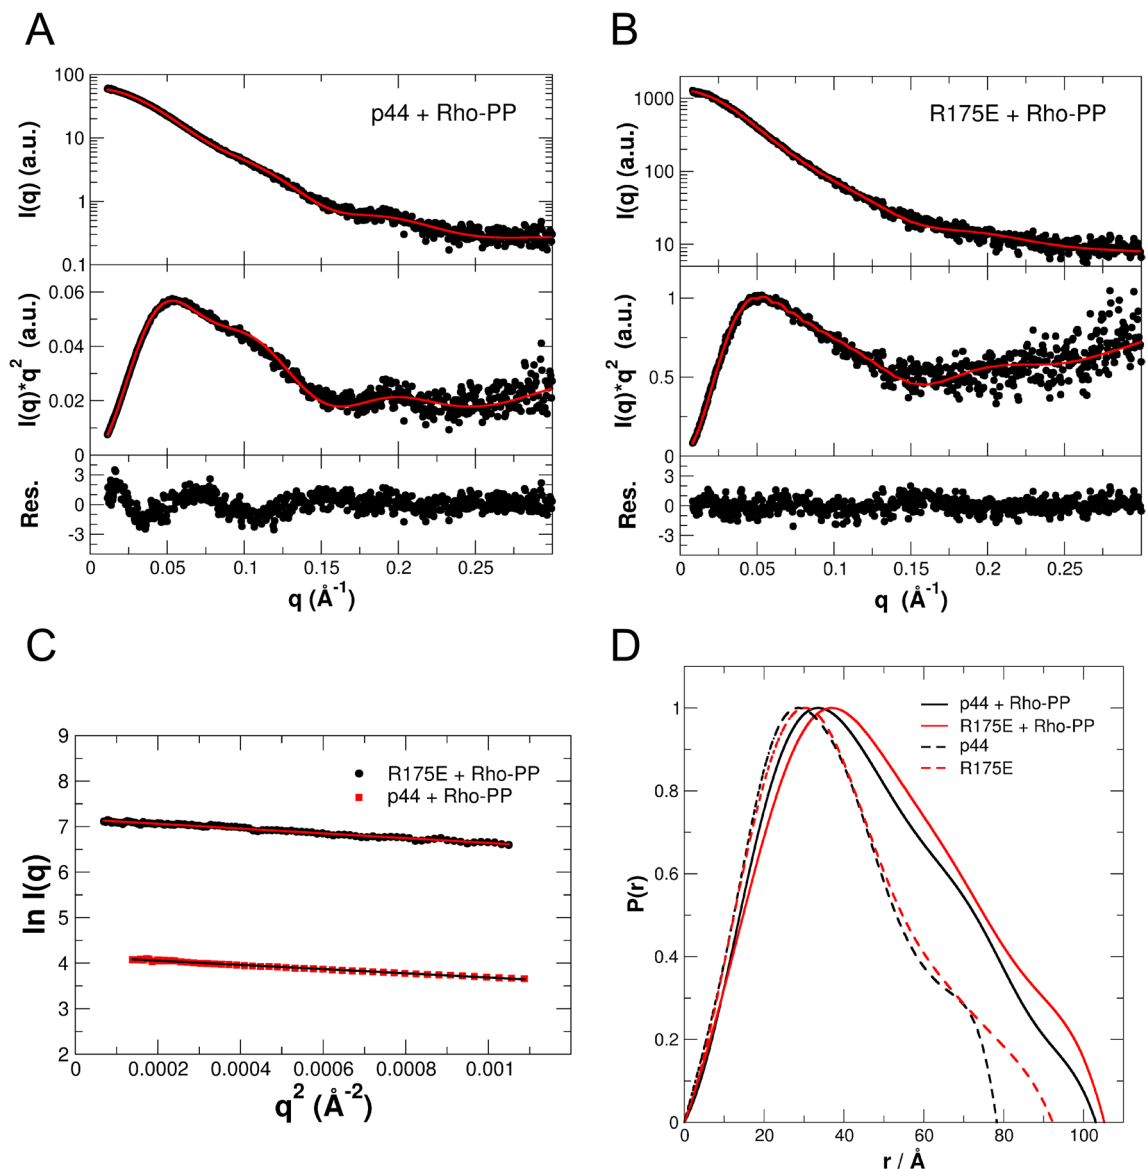 A
100
10
1
0.1
I(q) (a.u.)
p44 + Rho-PP
0.06
0.04
0.02
0
I(q)*q² (a.u.)
3
0
-3
Res.
0 0.05 0.1 0.15 0.2 0.25
q (Å⁻¹)
B
1000
100
10
I(q) (a.u.)
R175E + Rho-PP
1
0.5
0
I(q)*q² (a.u.)
3
0
-3
Res.
0 0.05 0.1 0.15 0.2 0.25
q (Å⁻¹)
C
9
8
7
6
5
4
3
2
ln I(q)
R175E + Rho-PP
p44 + Rho-PP
0 0.0002 0.0004 0.0006 0.0008 0.001
q² (Å⁻²)
D
1
0.8
0.6
0.4
0.2
0
P(r)
p44 + Rho-PP
R175E + Rho-PP
p44
R175E
0 20 40 60 80 100
r / Å